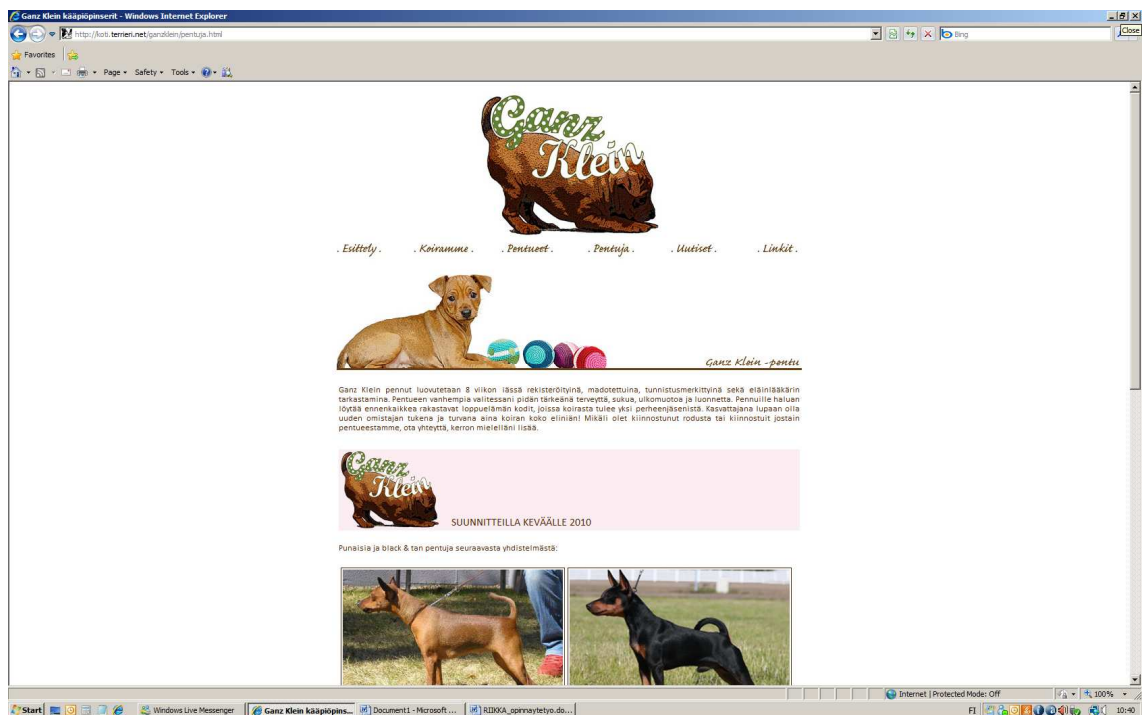 Ganz Klein kääpiöpinserit - Windows Internet Explorer
http://koti.terrieri.net/ganzklein/pentuja.html
Bing
Close
Favorites
Page Safety Tools
Ganz
Klein
. Esittely . . Koiramme . . Pentueet . . Pentuja . . Uutiset . . Linkit .
Ganz Klein -pentu
Ganz Klein pennut luovutetaan 8 viikon iässä rekisteröityinä, madotettuina, tunnistusmerkittyinä sekä eläinlääkärin
tarkastamina. Pentueen vanhempia valitessani pidän tärkeänä terveyttä, sukua, ulkomuotoa ja luonnetta. Pennuille haluan
löytää ennenkaikkea rakastavat loppuelämän kodit, joissa koirasta tulee yksi perheenjäsenistä. Kasvattajana lupaan olla
uuden omistajan tukena ja turvana aina koiran koko eliniän! Mikäli olet kiinnostunut rodusta tai kiinnostuit jostain
pentueestamme, ota yhteyttä, kerron mielelläni lisää.
Ganz
Klein
SUUNNITTEILLA KEVÄÄLLE 2010
Punaisia ja black & tan pentuja seuraavasta yhdistelmästä:
Internet | Protected Mode: Off
100%
Start
Windows Live Messenger
Ganz Klein kääpiöpins...
Document1 - Microsoft ...
RIIKKA_opinnaytetyo.do...
FI
10:40